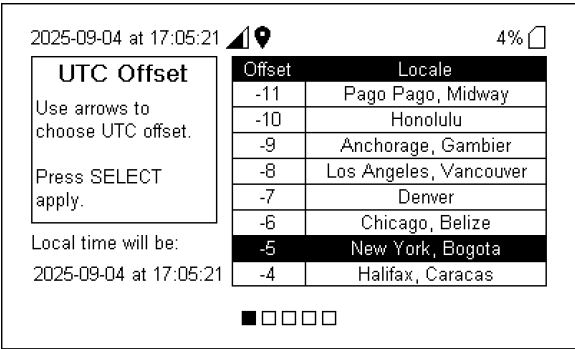 2025-09-04 at 17:05:21 4%
UTC Offset
Use arrows to
choose UTC offset.
Press SELECT
apply.
Local time will be:
2025-09-04 at 17:05:21
Offset Locale
-11 Pago Pago, Midway
-10 Honolulu
-9 Anchorage, Gambier
-8 Los Angeles, Vancouver
-7 Denver
-6 Chicago, Belize
-5 New York, Bogota
-4 Halifax, Caracas